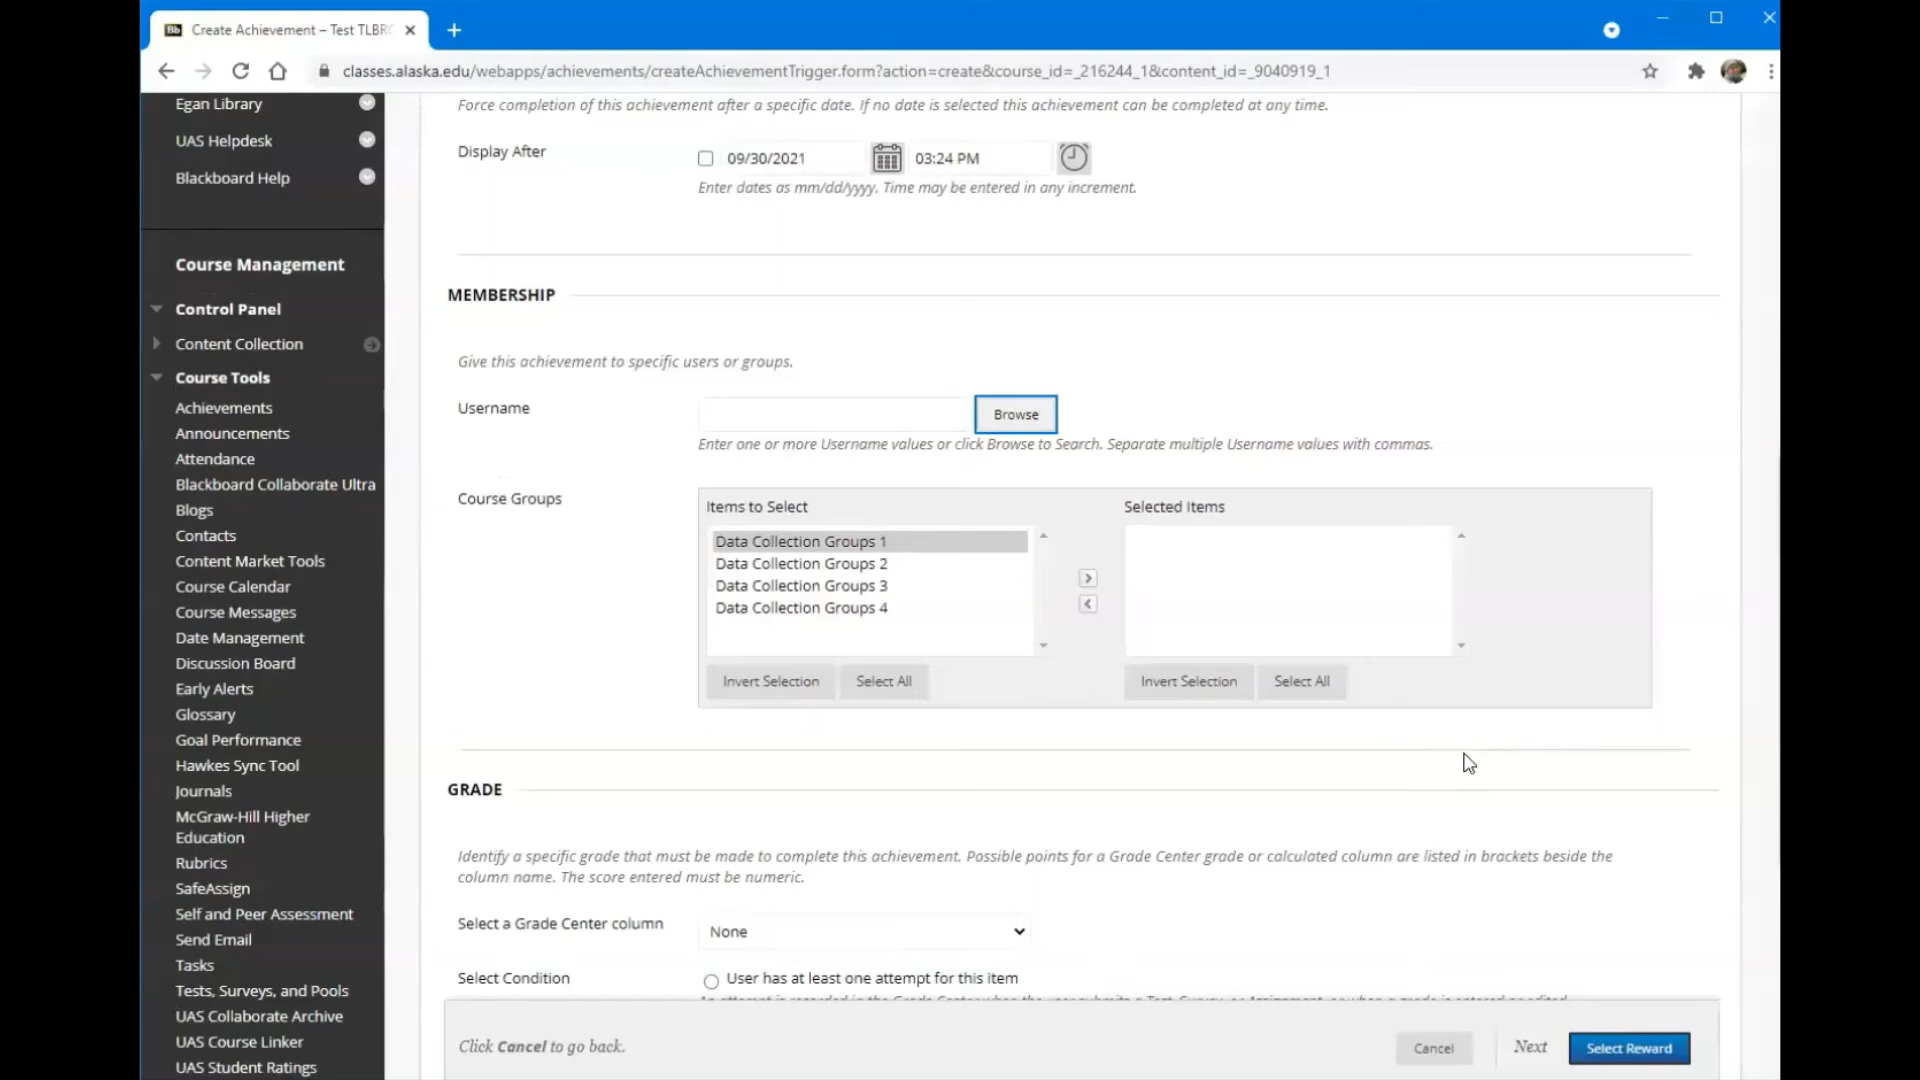 Bb Create Achievement – Test TLBRC
classes.alaska.edu/webapps/achievements/createAchievementTrigger.form?action=create&course_id=_216244_1&content_id=_9040919_1
Egan Library
UAS Helpdesk
Blackboard Help
Course Management
Control Panel
Content Collection
Course Tools
Achievements
Announcements
Attendance
Blackboard Collaborate Ultra
Blogs
Contacts
Content Market Tools
Course Calendar
Course Messages
Date Management
Discussion Board
Early Alerts
Glossary
Goal Performance
Hawkes Sync Tool
Journals
McGraw-Hill Higher
Education
Rubrics
SafeAssign
Self and Peer Assessment
Send Email
Tasks
Tests, Surveys, and Pools
UAS Collaborate Archive
UAS Course Linker
UAS Student Ratings
Force completion of this achievement after a specific date. If no date is selected this achievement can be completed at any time.
Display After
09/30/2021 03:24 PM
Enter dates as mm/dd/yyyy. Time may be entered in any increment.
MEMBERSHIP
Give this achievement to specific users or groups.
Username
Browse
Enter one or more Username values or click Browse to Search. Separate multiple Username values with commas.
Course Groups
Items to Select
Data Collection Groups 1
Data Collection Groups 2
Data Collection Groups 3
Data Collection Groups 4
Invert Selection Select All
Selected Items
Invert Selection Select All
GRADE
Identify a specific grade that must be made to complete this achievement. Possible points for a Grade Center grade or calculated column are listed in brackets beside the
column name. The score entered must be numeric.
Select a Grade Center column
None
Select Condition
User has at least one attempt for this item
Click Cancel to go back.
Cancel Next Select Reward